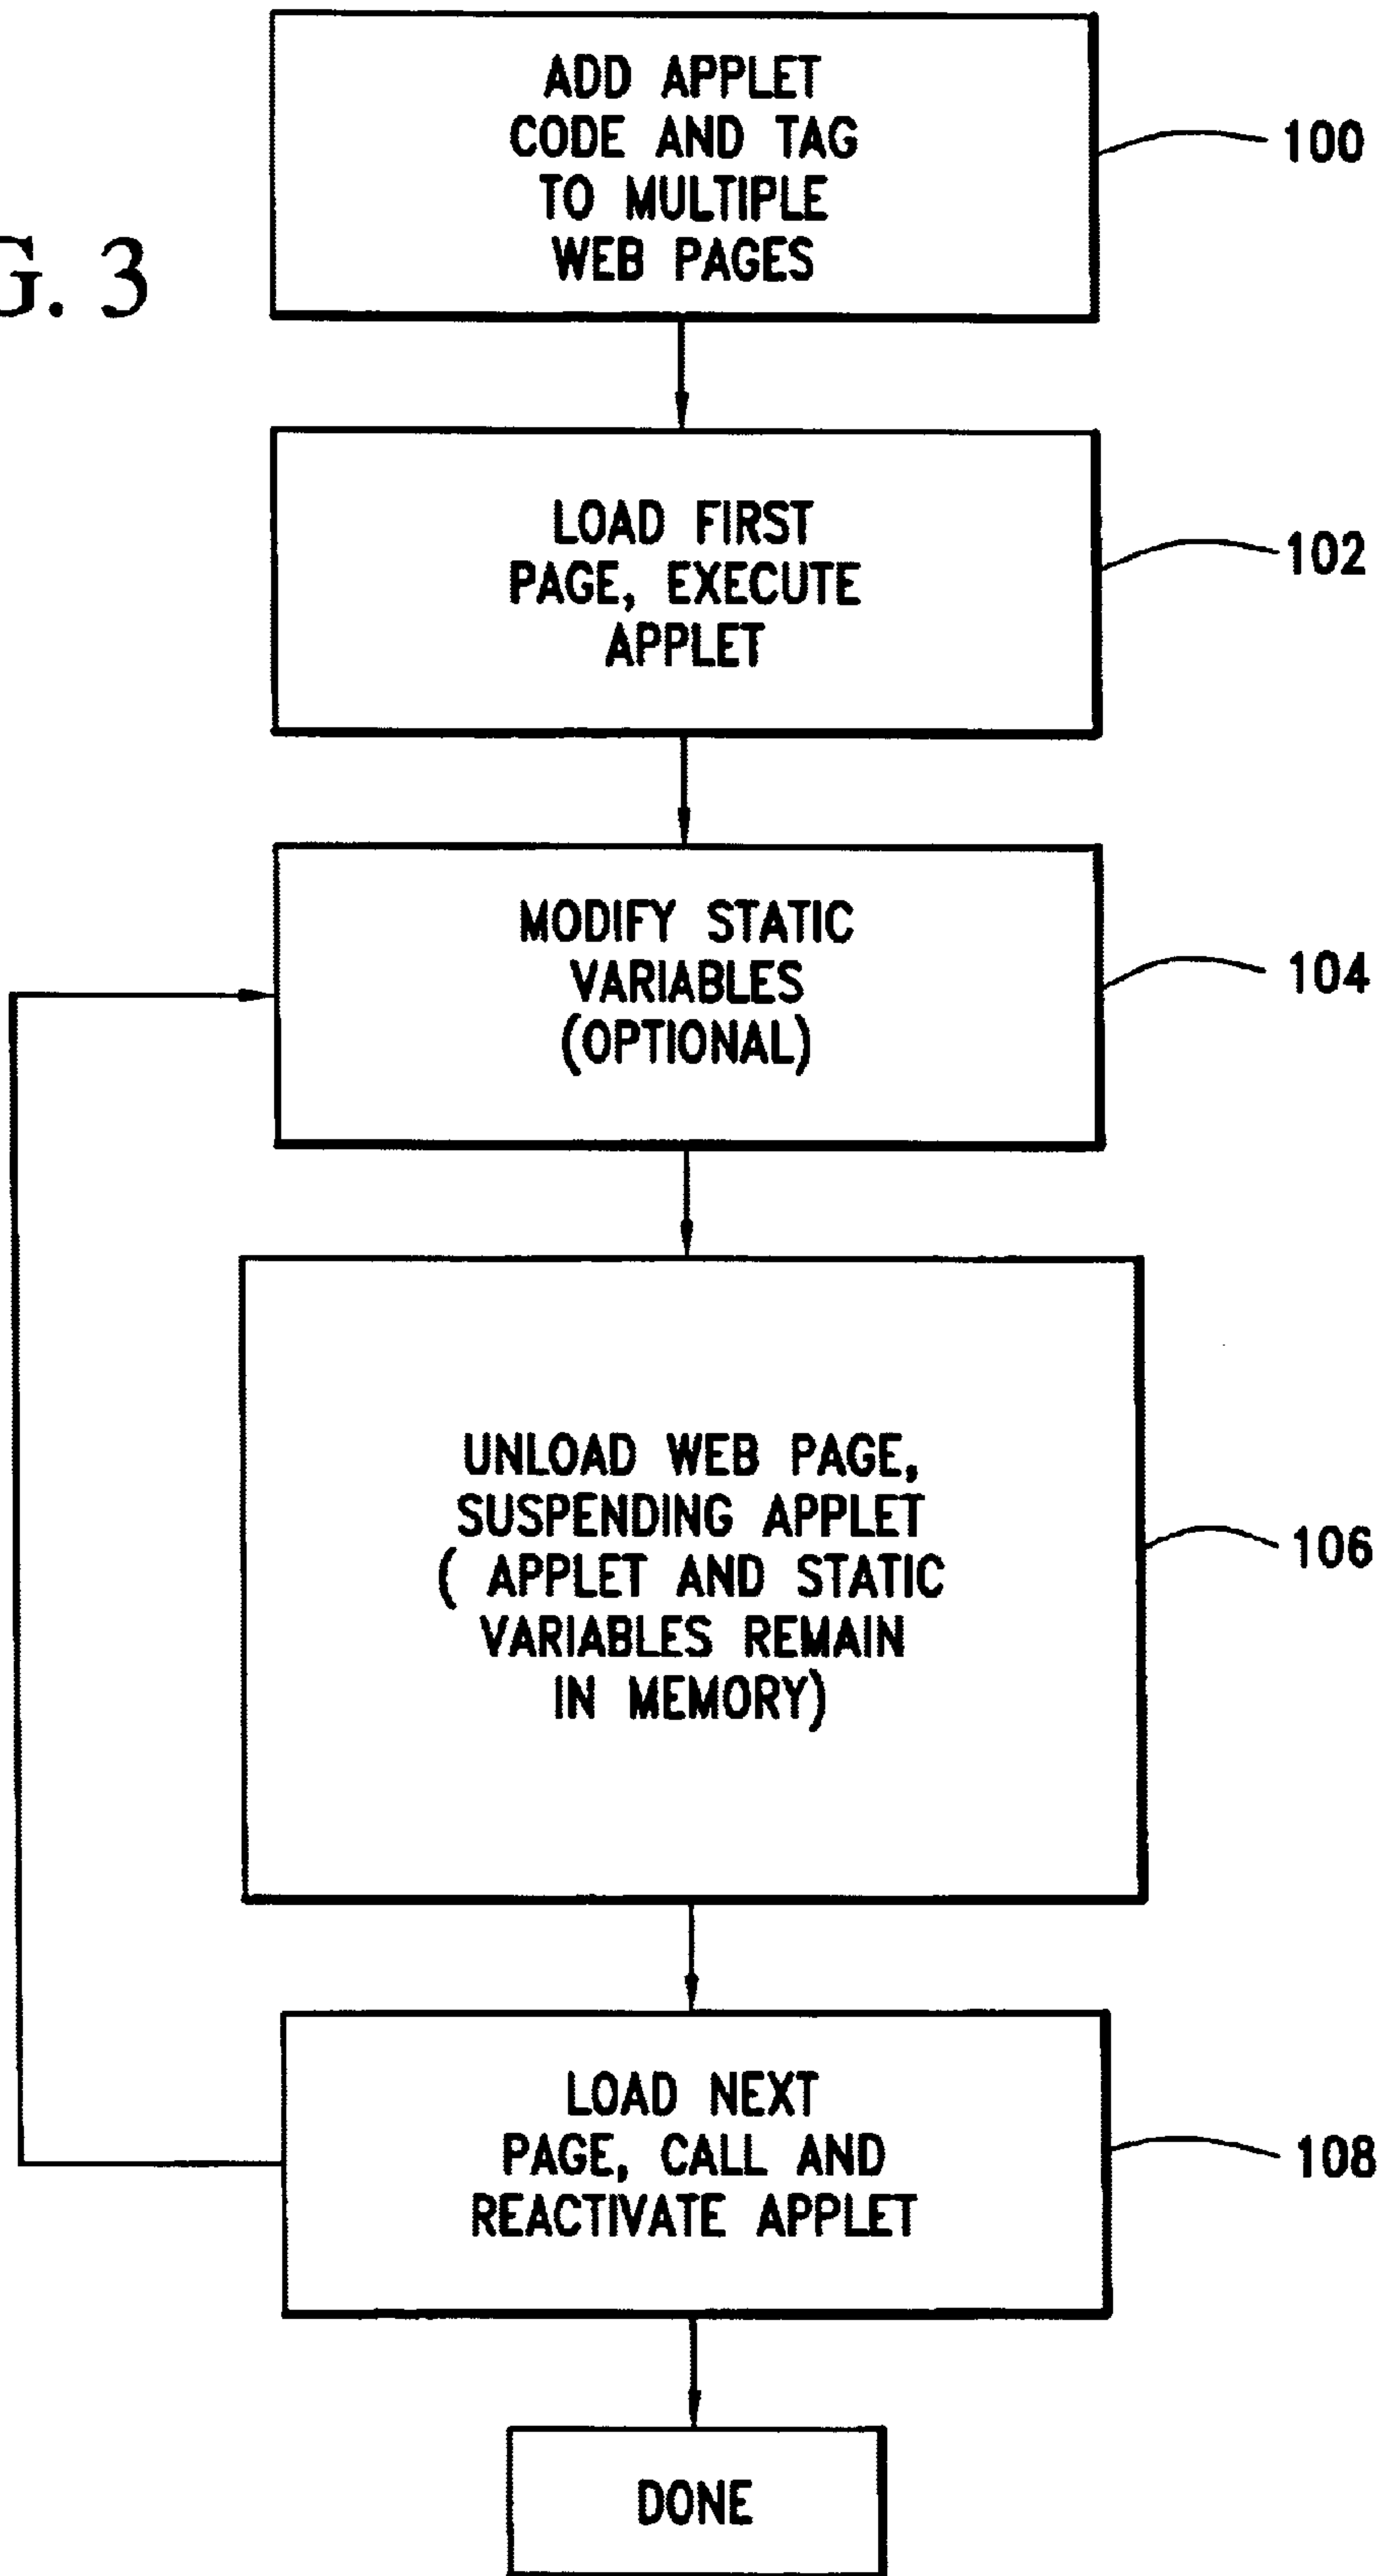 ADD APPLET
CODE AND TAG
TO MULTIPLE
WEB PAGES
100
G. 3
LOAD FIRST
PAGE, EXECUTE
APPLET
102
MODIFY STATIC
VARIABLES
(OPTIONAL)
104
UNLOAD WEB PAGE,
SUSPENDING APPLET
( APPLET AND STATIC
VARIABLES REMAIN
IN MEMORY)
106
LOAD NEXT
PAGE, CALL AND
REACTIVATE APPLET
108
DONE